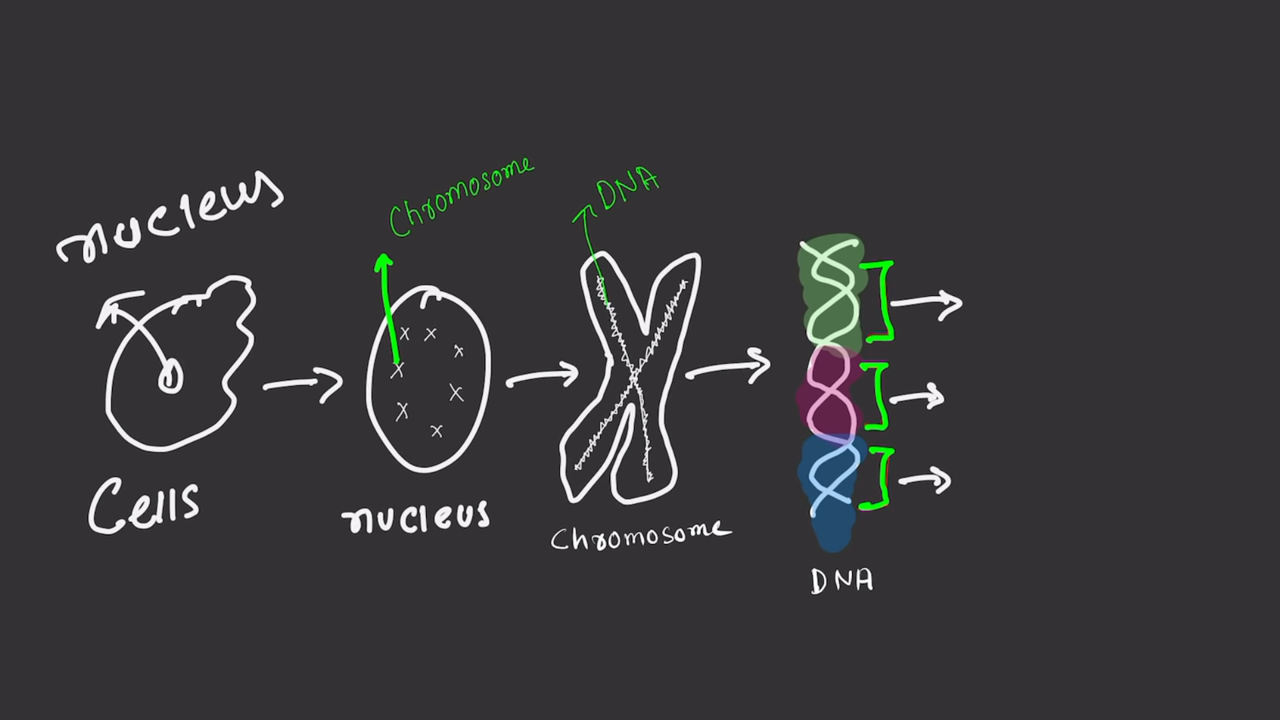 nucleus
Chromosome
DNA
Cells
nucleus
Chromosome
DNA